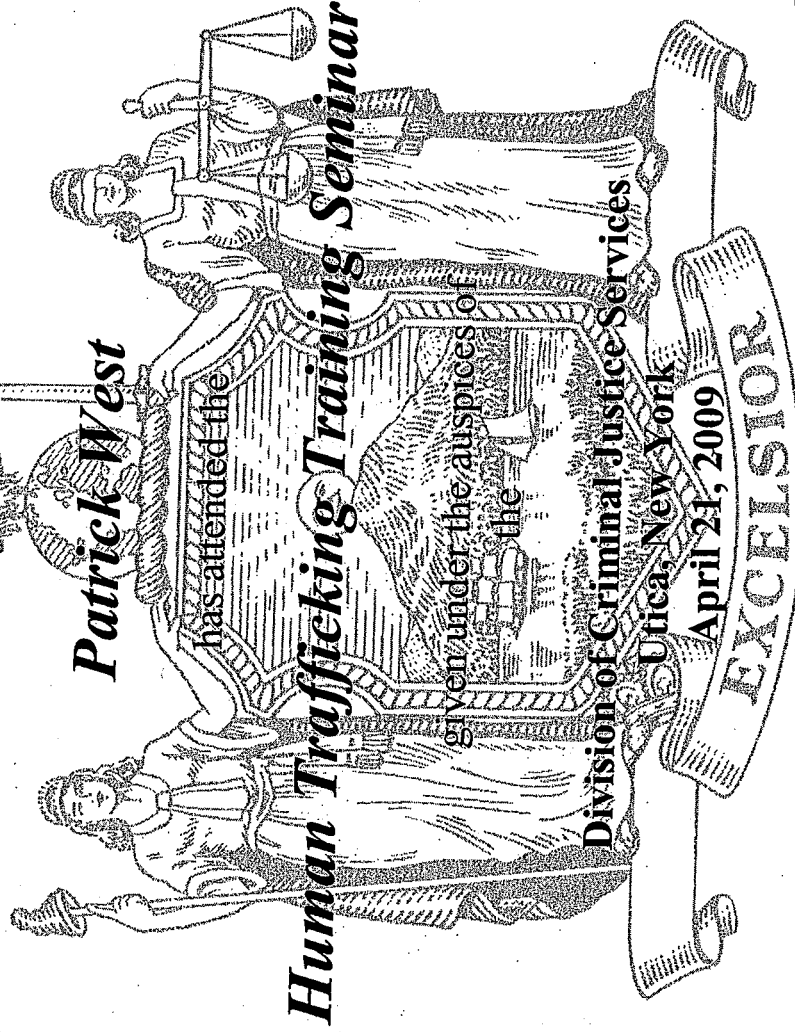 Patrick West
has attended the
Human Trafficking Training Seminar
given under the auspices of
the
Division of Criminal Justice Services
Utica, New York
April 21, 2009
EXCELSIOR